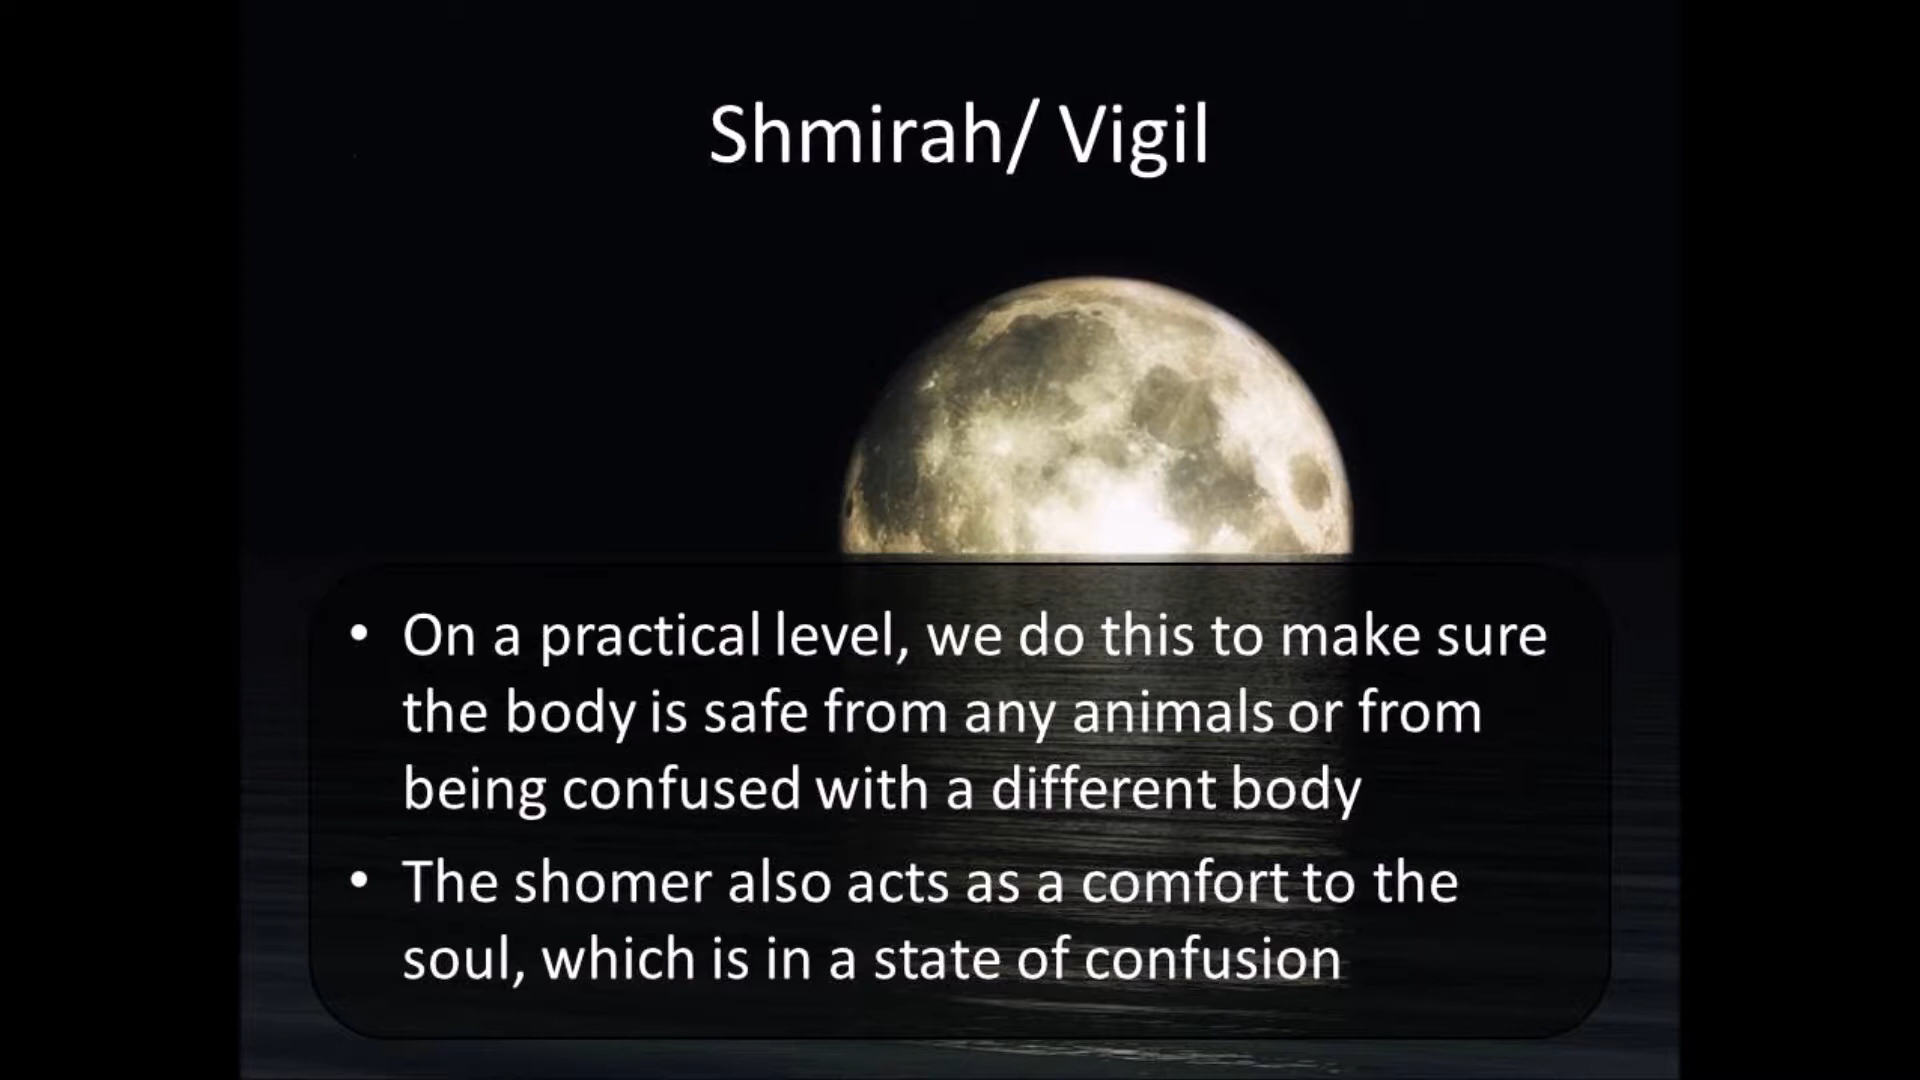 Shmirah/ Vigil
• On a practical level, we do this to make sure
the body is safe from any animals or from
being confused with a different body
• The shomer also acts as a comfort to the
soul, which is in a state of confusion